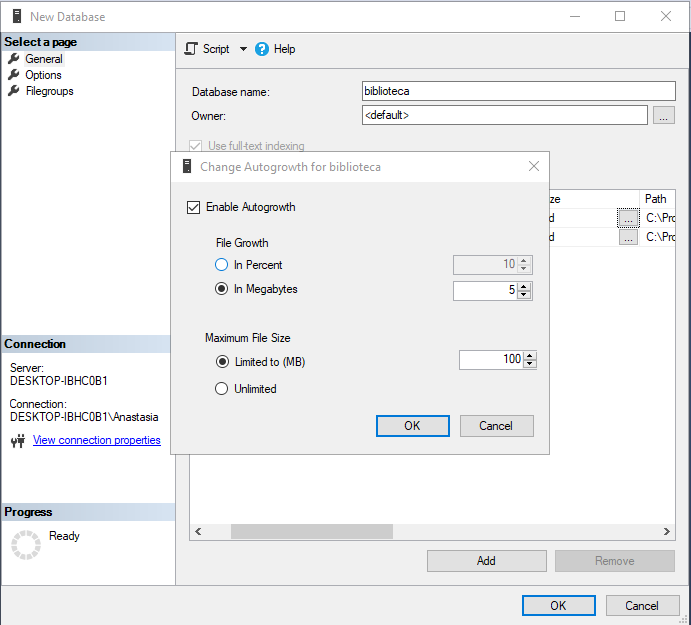 New Database
Select a page
General
Options
Filegroups
Script
Help
Database name:
biblioteca
Owner:
<default>
...
Use full-text indexing
Change Autogrowth for biblioteca
Enable Autogrowth
File Growth
In Percent
10
In Megabytes
5
Maximum File Size
Limited to (MB)
100
Unlimited
OK
Cancel
ze
Path
d
...
C:\Prc
d
...
C:\Prc
Connection
Server:
DESKTOP-IBHC0B1
Connection:
DESKTOP-IBHC0B1\Anastasia
View connection properties
Progress
Ready
Add
Remove
OK
Cancel